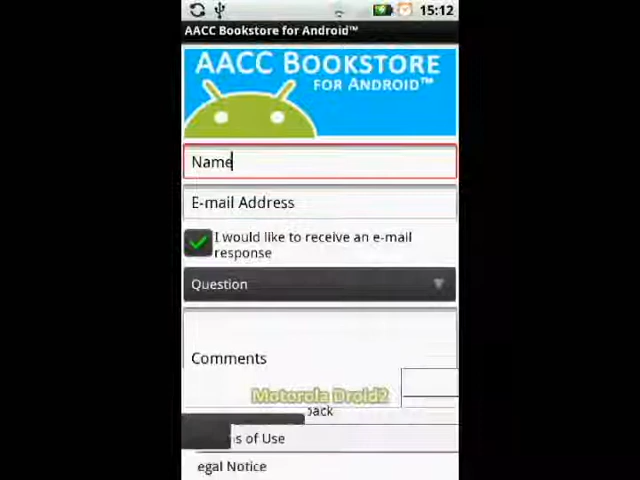 15:12
AACC Bookstore for Android™
AACC BOOKSTORE
FOR ANDROID™
Name
E-mail Address
I would like to receive an e-mail
response
Question
Comments
Motorola Droid2
back
s of Use
egal Notice